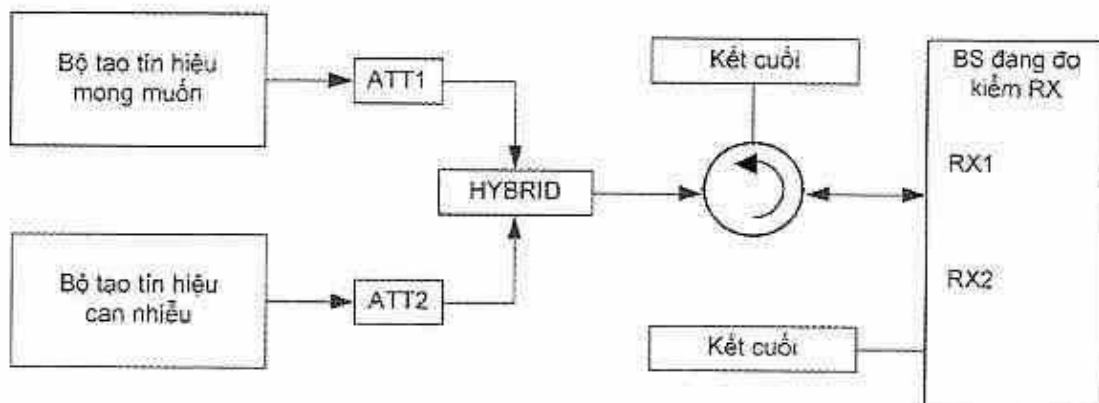 Bộ tạo tín hiệu
mong muốn
ATT1
Kết cuối
BS đang đo
kiểm RX
RX1
HYBRID
Bộ tạo tín hiệu
can nhiễu
ATT2
RX2
Kết cuối